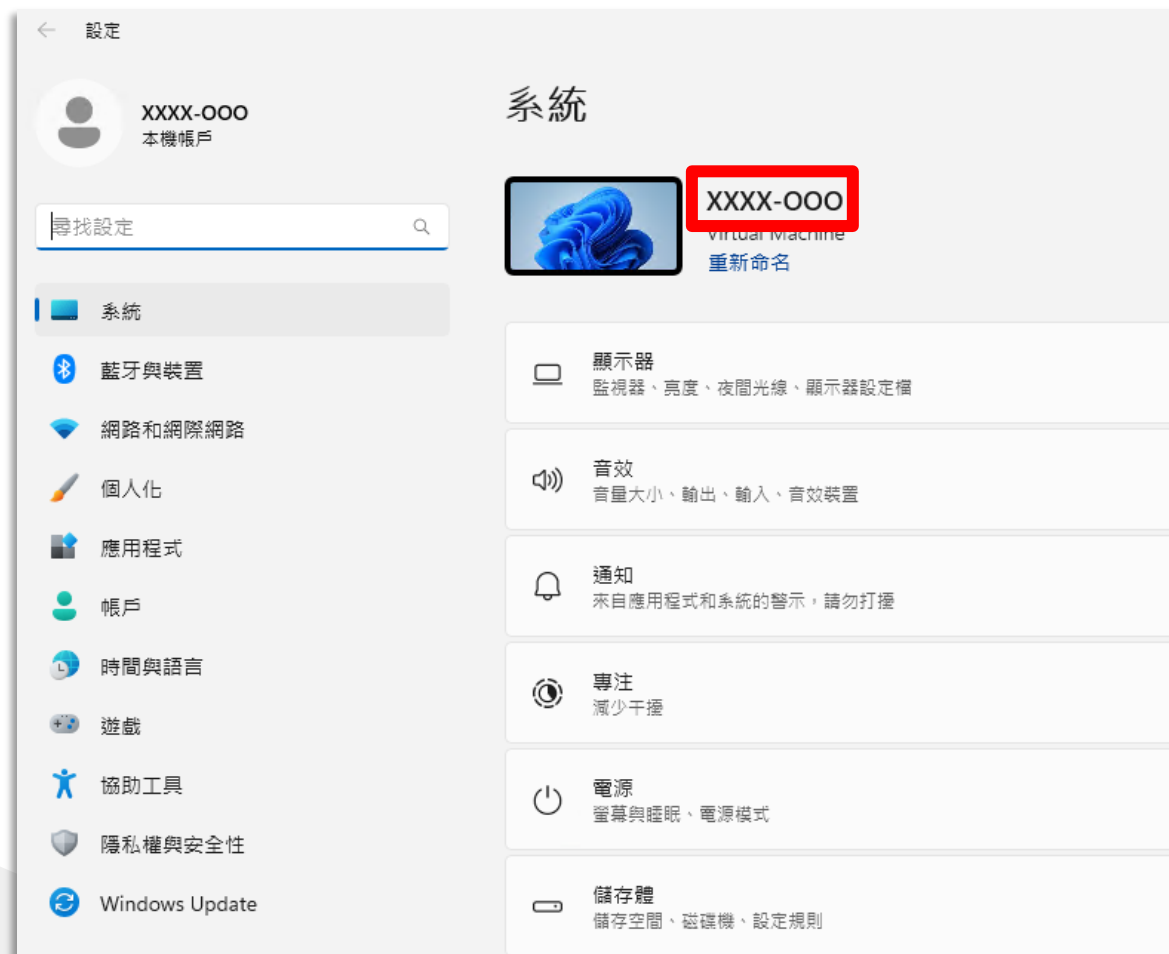 設定
XXXX-OOO
本機帳戶
尋找設定
系統
藍牙與裝置
網路和網際網路
個人化
應用程式
帳戶
時間與語言
遊戲
協助工具
隱私權與安全性
Windows Update
系統
XXXX-OOO
Virtual Machine
重新命名
顯示器
監視器、亮度、夜間光線、顯示器設定檔
音效
音量大小、輸出、輸入、音效裝置
通知
來自應用程式和系統的警示，請勿打擾
專注
減少干擾
電源
螢幕與睡眠、電源模式
儲存體
儲存空間、磁碟機、設定規則